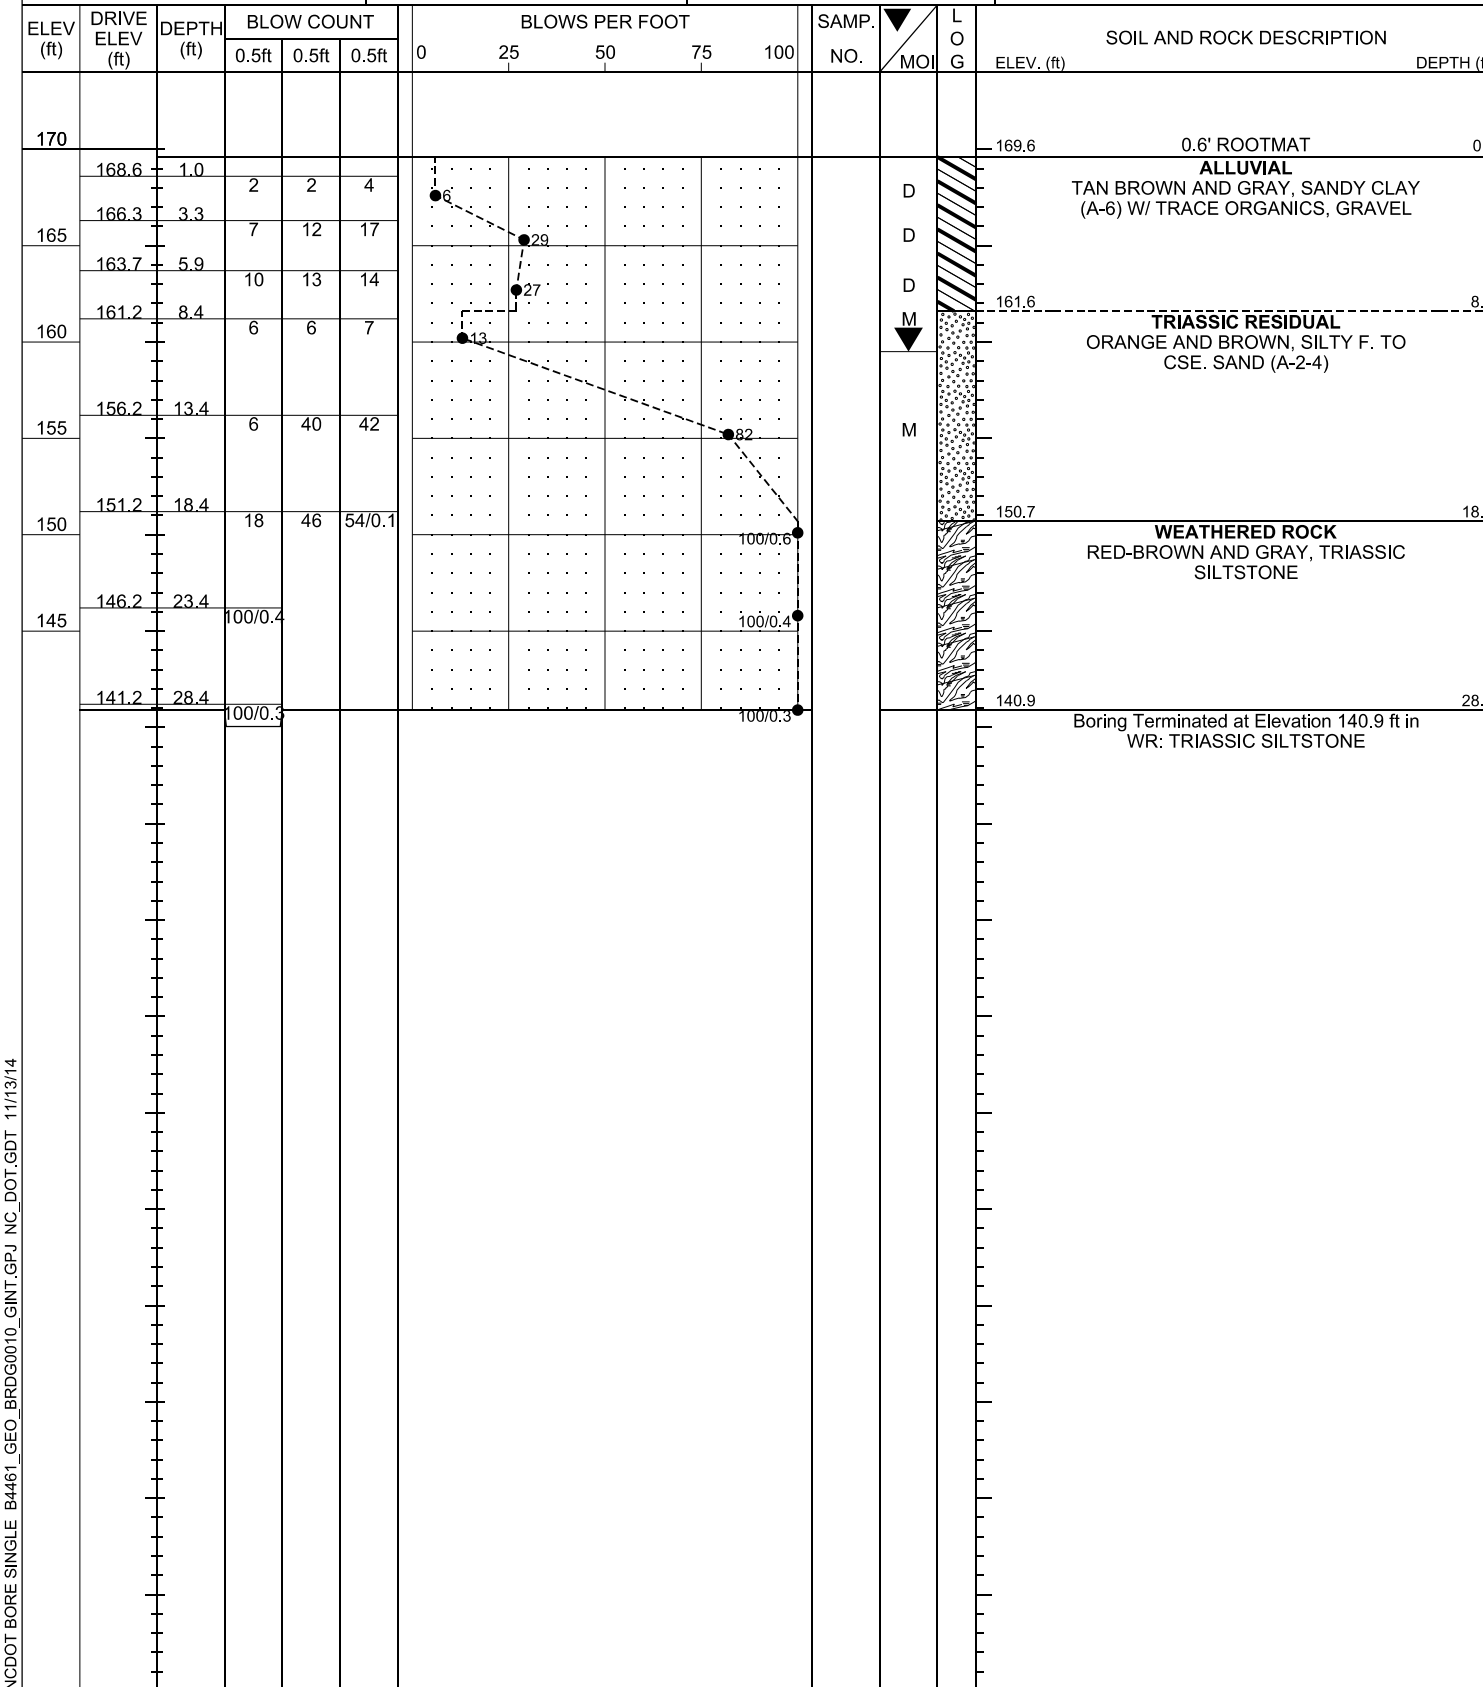 ELEV (ft) DRIVE ELEV (ft) DEPTH (ft) BLOW COUNT BLOWS PER FOOT SAMP. NO. MOI LOG SOIL AND ROCK DESCRIPTION
0.5ft 0.5ft 0.5ft 0 25 50 75 100 ELEV. (ft) DEPTH (
170
169.6 0.6' ROOTMAT 0
168.6 1.0
ALLUVIAL
2 2 4 6 D TAN BROWN AND GRAY, SANDY CLAY
(A-6) W/ TRACE ORGANICS, GRAVEL
166.3 3.3
7 12 17 29 D
165
163.7 5.9
10 13 14 27 D
161.6 8.
161.2 8.4
M
6 6 7 13 TRIASSIC RESIDUAL
160
ORANGE AND BROWN, SILTY F. TO
CSE. SAND (A-2-4)
156.2 13.4
6 40 42 82 M
155
151.2 18.4
150.7 18.
18 46 54/0.1 100/0.6
150
WEATHERED ROCK
RED-BROWN AND GRAY, TRIASSIC
SILTSTONE
146.2 23.4
100/0.4 100/0.4
145
141.2 28.4
140.9 28.
100/0.3 100/0.3
Boring Terminated at Elevation 140.9 ft in
WR: TRIASSIC SILTSTONE
NCDOT BORE SINGLE B4461_GEO_BRDG0010_GINT.GPJ NC_DOT.GDT 11/13/14